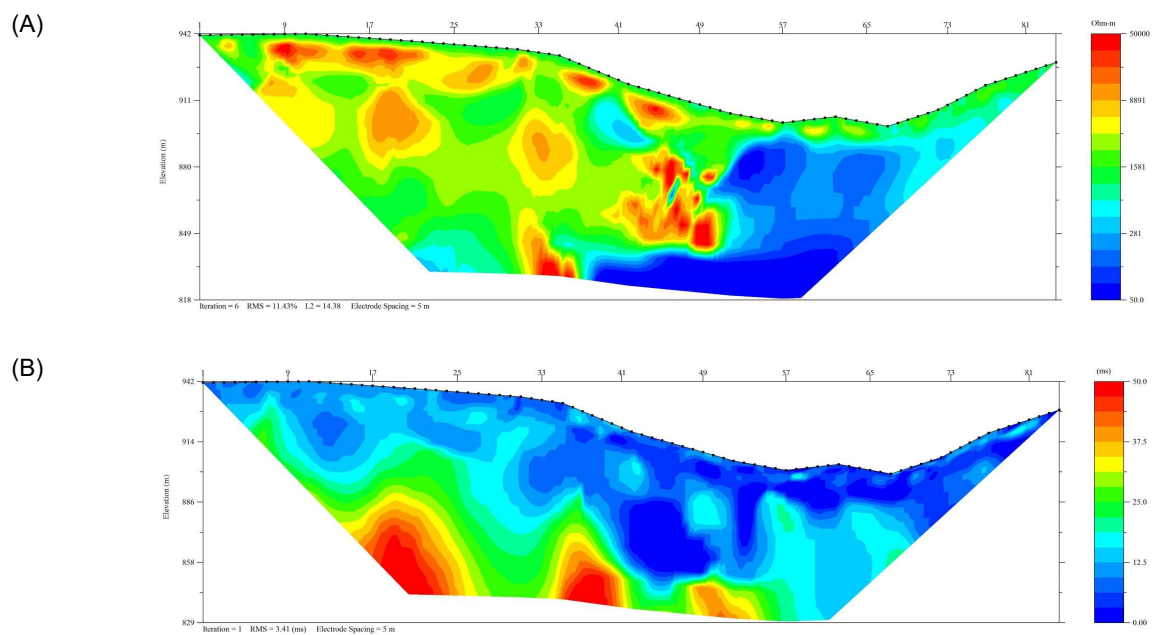 (A)
1 9 17 25 33 41 49 57 65 73 81
Ohm-m
942
911
880
849
818
Elevation (m)
50000
8891
1581
281
50.0
Iteration = 6 RMS = 11.43% L2 = 14.38 Electrode Spacing = 5 m
(B)
1 9 17 25 33 41 49 57 65 73 81
(ms)
942
914
886
858
829
Elevation (m)
50.0
37.5
25.0
12.5
0.00
Iteration = 1 RMS = 3.41 (ms) Electrode Spacing = 5 m